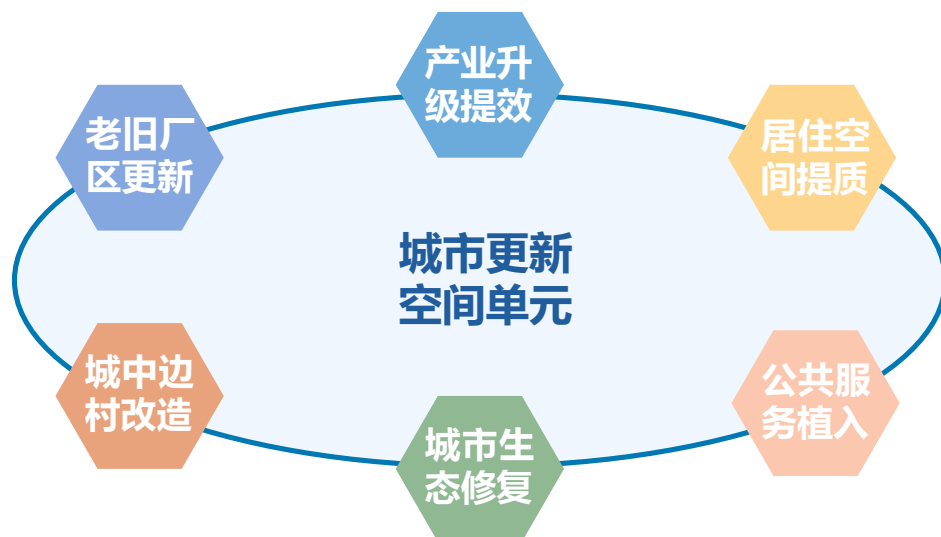 产业升
级提效
老旧厂
区更新
居住空
间提质
城市更新
空间单元
城中边
村改造
公共服
务植入
城市生
态修复